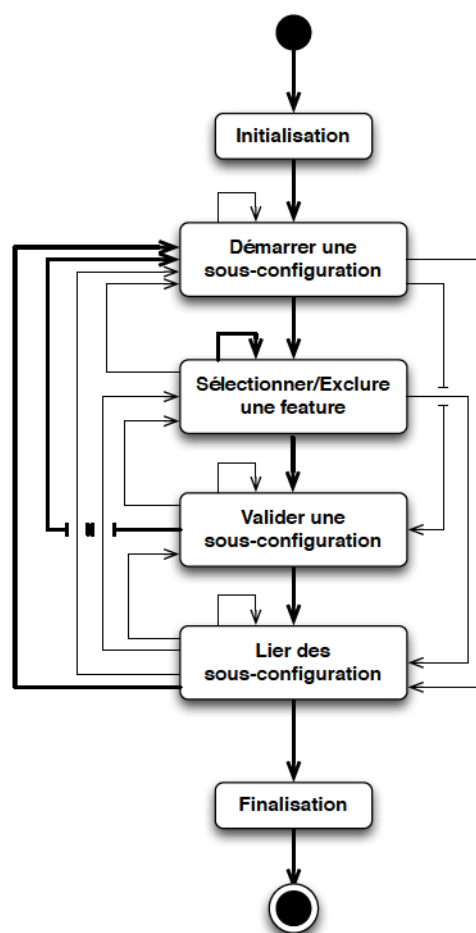 Initialisation
Démarrer une
sous-configuration
Sélectionner/Exclure
une feature
Valider une
sous-configuration
Lier des
sous-configuration
Finalisation